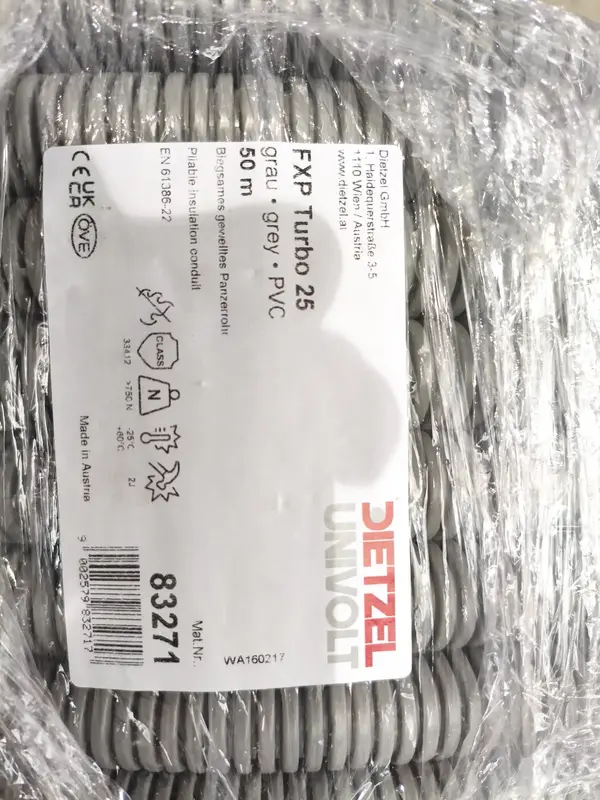 Dietzel GmbH
1. Haidequerstraße 3-5
1110 Wien / Austria
www.dietzel.at
DIETZEL
UNIVOLT
FXP Turbo 25
grau • grey • PVC
50 m
Biegsames gewelltes Panzerrohr
Pliable insulation conduit
EN 61386-22
CE UKCA ÖVE
CLASS
N
33412
>750 N
-25°C
+60°C
2J
Made in Austria
WA160217
Mat.Nr.
83271
9 002579 832717